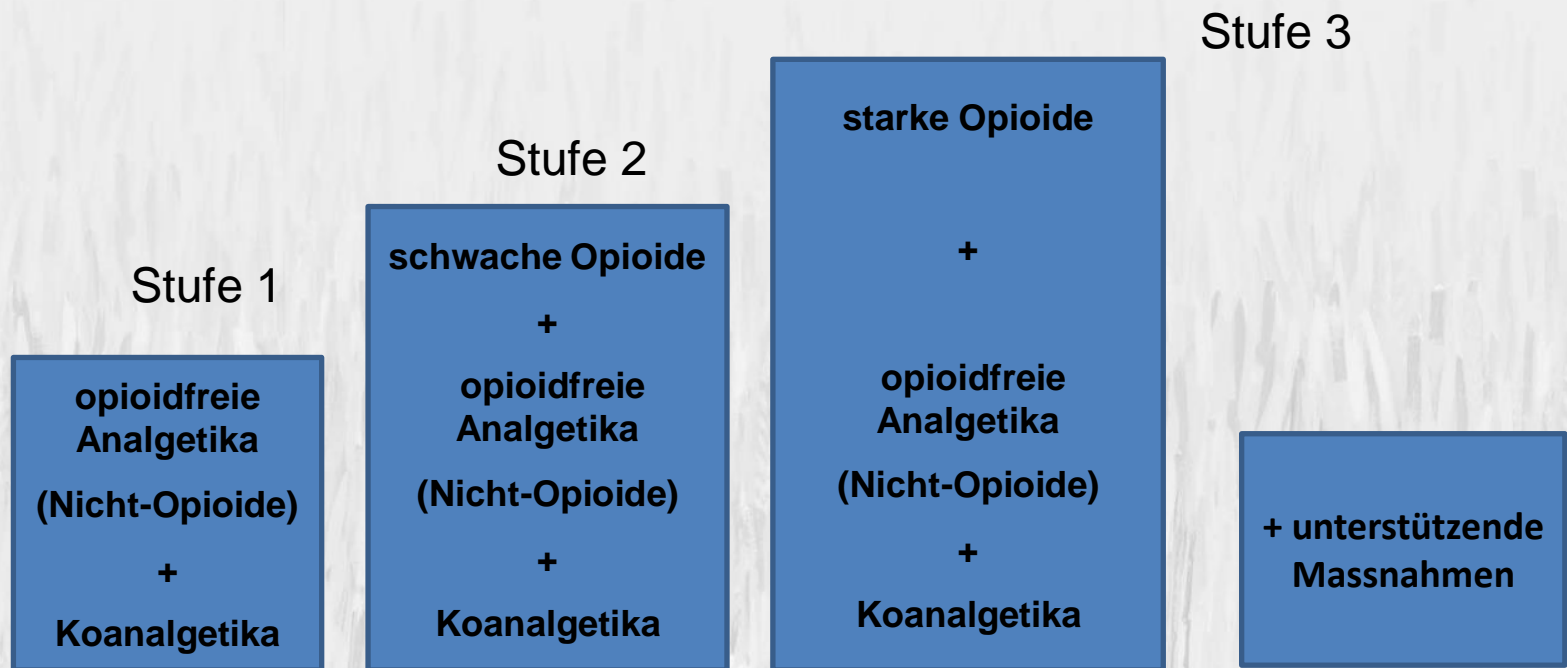 Stufe 1
opioidfreie
Analgetika
(Nicht-Opioide)
+
Koanalgetika
Stufe 2
schwache Opioide
+
opioidfreie
Analgetika
(Nicht-Opioide)
+
Koanalgetika
Stufe 3
starke Opioide
+
opioidfreie
Analgetika
(Nicht-Opioide)
+
Koanalgetika
+ unterstützende
Massnahmen